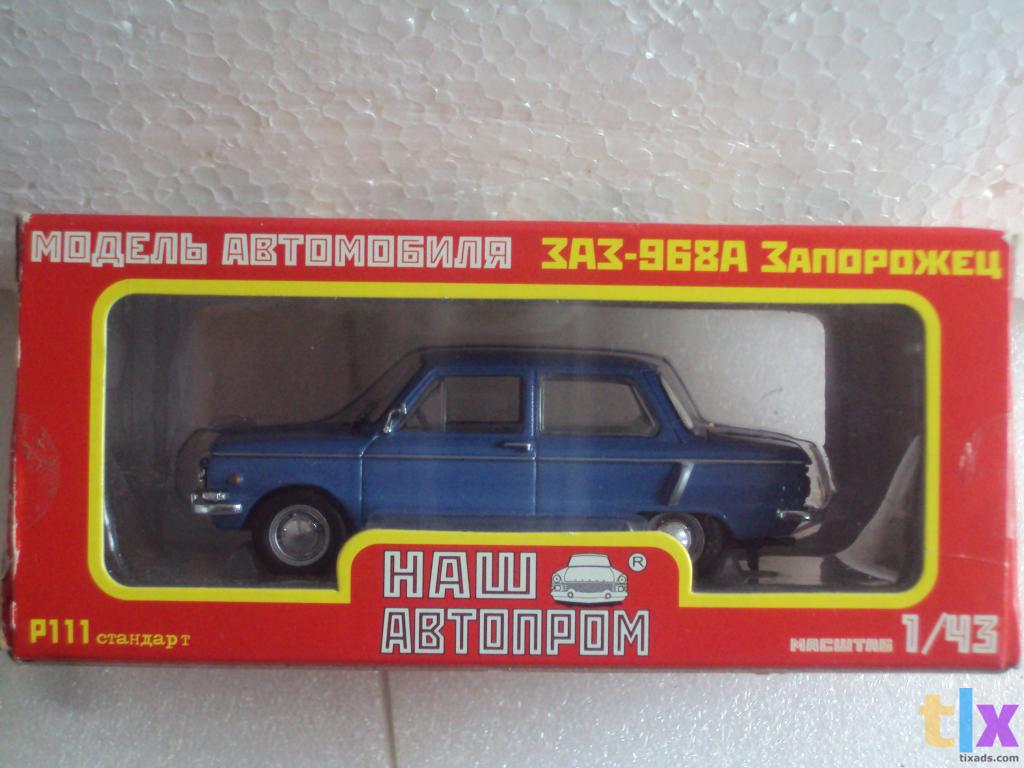 МОДЕЛЬ АВТОМОБИЛЯ ЗАЗ-968А ЗАПОРОЖЕЦ
НАШ ®
АВТОПРОМ
Р111 стандарт
МАСШТАБ 1/43
tlx
tixads.com